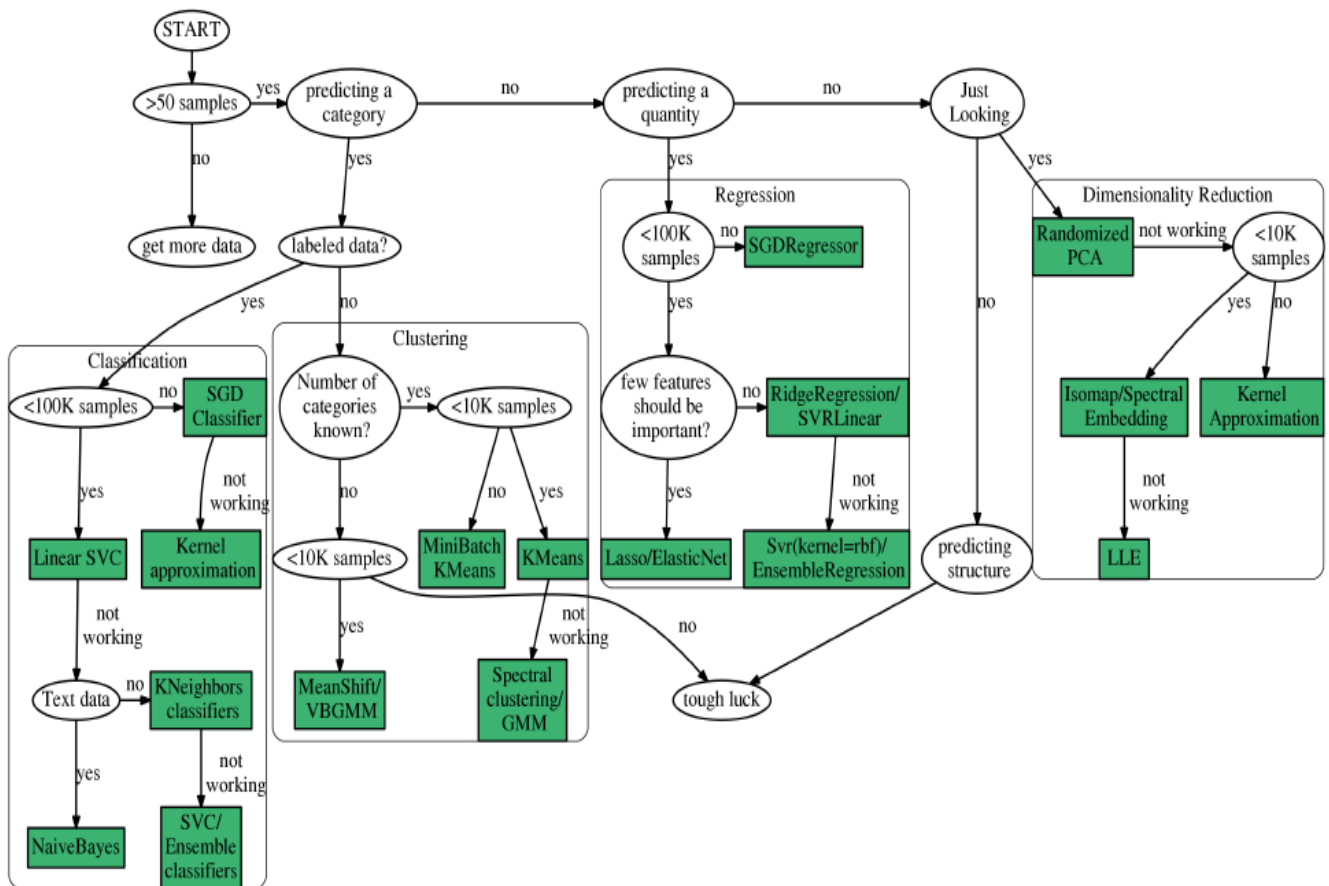 START
>50 samples
yes
predicting a
category
no
predicting a
quantity
no
Just
Looking
no
yes
yes
yes
get more data
labeled data?
Regression
<100K
samples
no
SGDRegressor
Dimensionality Reduction
Randomized
PCA
not working
<10K
samples
yes
no
yes
no
yes
no
Classification
<100K samples
no
SGD
Classifier
Clustering
Number of
categories
known?
yes
<10K samples
few features
should be
important?
no
RidgeRegression/
SVRLinear
Isomap/Spectral
Embedding
Kernel
Approximation
yes
not
working
no
no
yes
yes
not
working
not
working
Linear SVC
Kernel
approximation
<10K samples
MiniBatch
KMeans
KMeans
Lasso/ElasticNet
Svr(kernel=rbf)/
EnsembleRegression
predicting
structure
LLE
not
working
yes
not
working
no
Text data
no
KNeighbors
classifiers
MeanShift/
VBGMM
Spectral
clustering/
GMM
tough luck
yes
not
working
NaiveBayes
SVC/
Ensemble
classifiers